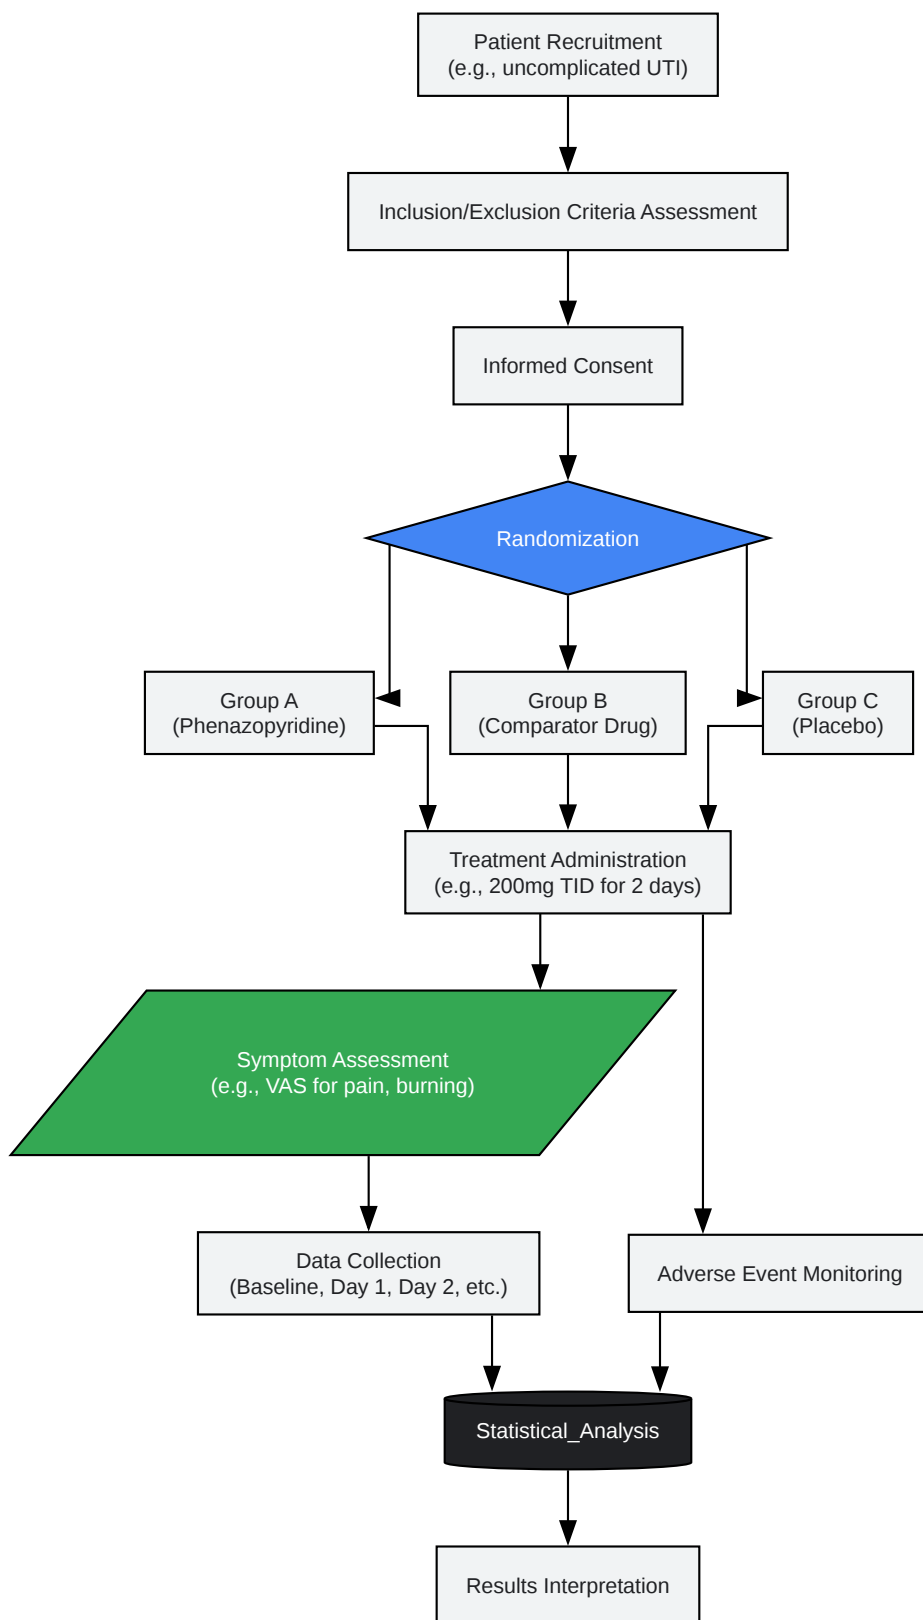 Patient Recruitment
(e.g., uncomplicated UTI)
Inclusion/Exclusion Criteria Assessment
Informed Consent
Randomization
Group A
(Phenazopyridine)
Group B
(Comparator Drug)
Group C
(Placebo)
Treatment Administration
(e.g., 200mg TID for 2 days)
Symptom Assessment
(e.g., VAS for pain, burning)
Data Collection
(Baseline, Day 1, Day 2, etc.)
Adverse Event Monitoring
Statistical_Analysis
Results Interpretation